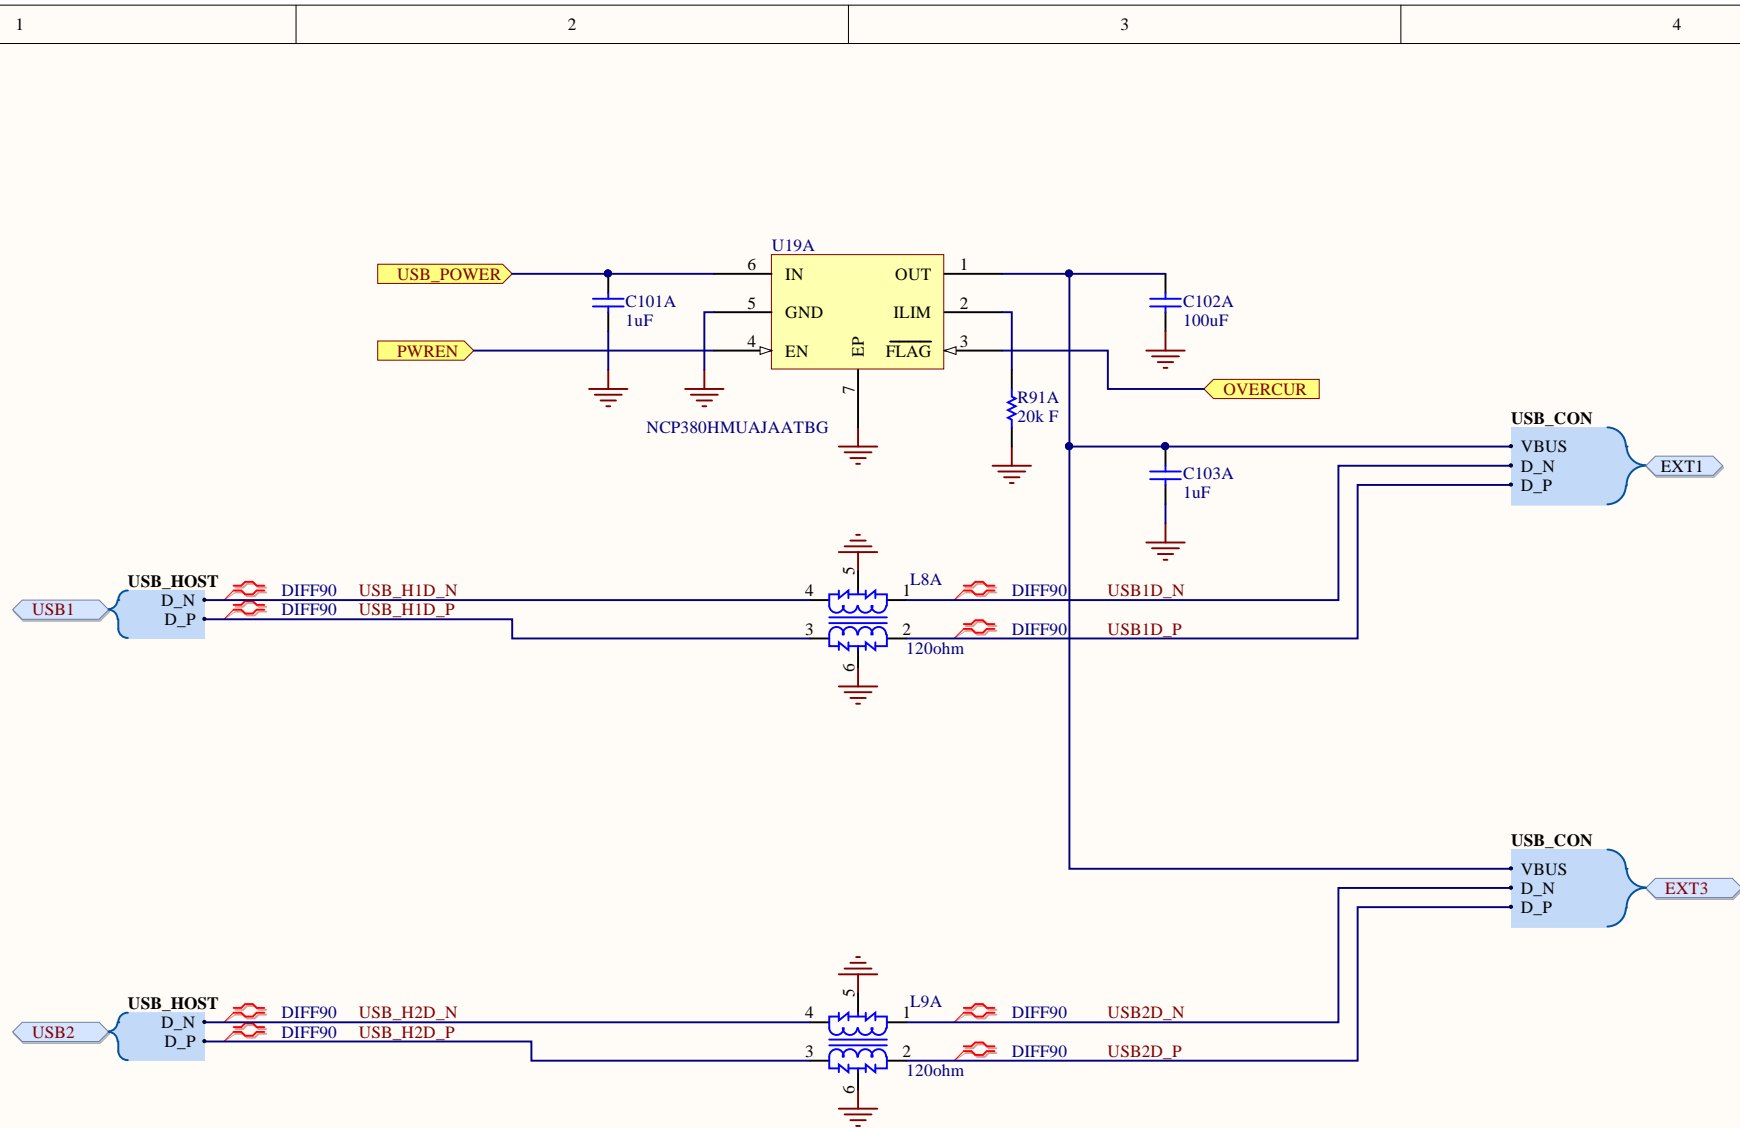 1 2 3 4
U19A
USB_POWER 6 IN OUT 1
C101A
1uF
5 GND ILIM 2
C102A
100uF
PWREN 4 EN EP FLAG 3
7
OVERCUR
R91A
20k F
NCP380HMUAJAATBG
USB_CON
VBUS
D_N
D_P
EXT1
C103A
1uF
USB_HOST
USB1
D_N DIFF90 USB_H1D_N 4 5 1 L8A DIFF90 USB1D_N
D_P DIFF90 USB_H1D_P 3 6 2 DIFF90 USB1D_P
120ohm
USB_CON
VBUS
D_N
D_P
EXT3
USB_HOST
USB2
D_N DIFF90 USB_H2D_N 4 5 1 L9A DIFF90 USB2D_N
D_P DIFF90 USB_H2D_P 3 6 2 DIFF90 USB2D_P
120ohm